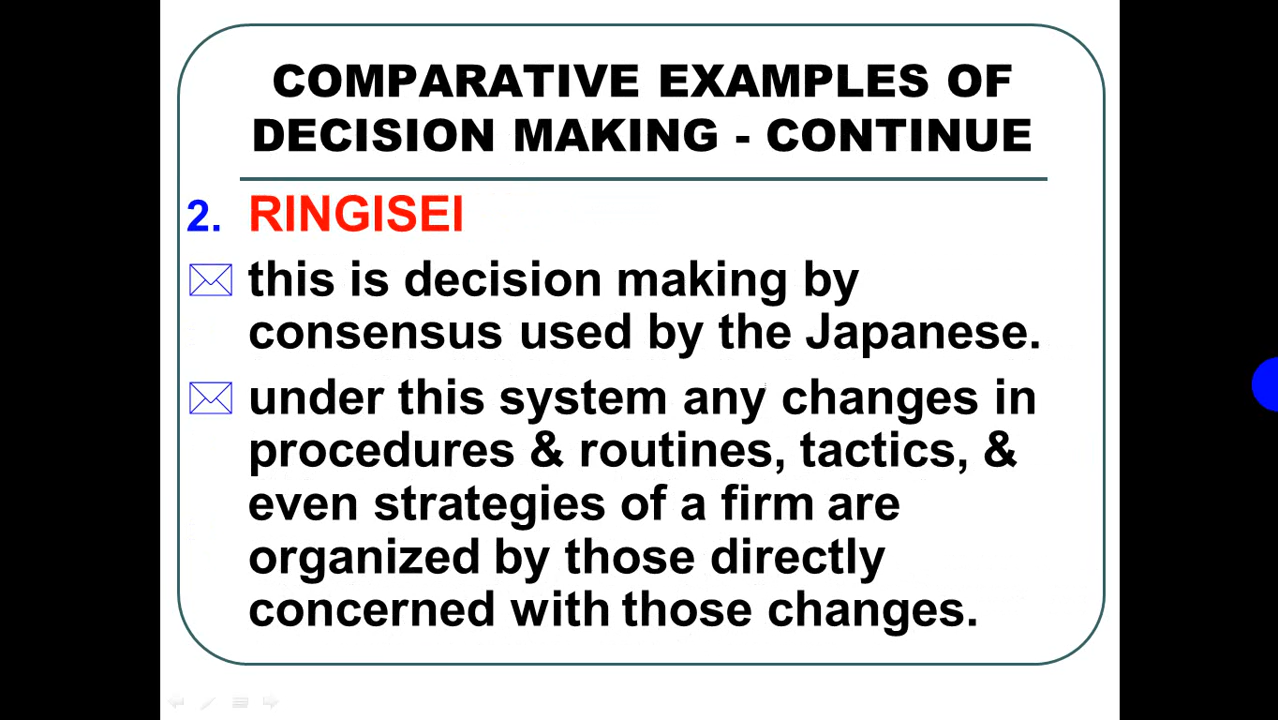 COMPARATIVE EXAMPLES OF
DECISION MAKING - CONTINUE
2. RINGISEI
this is decision making by
consensus used by the Japanese.
under this system any changes in
procedures & routines, tactics, &
even strategies of a firm are
organized by those directly
concerned with those changes.